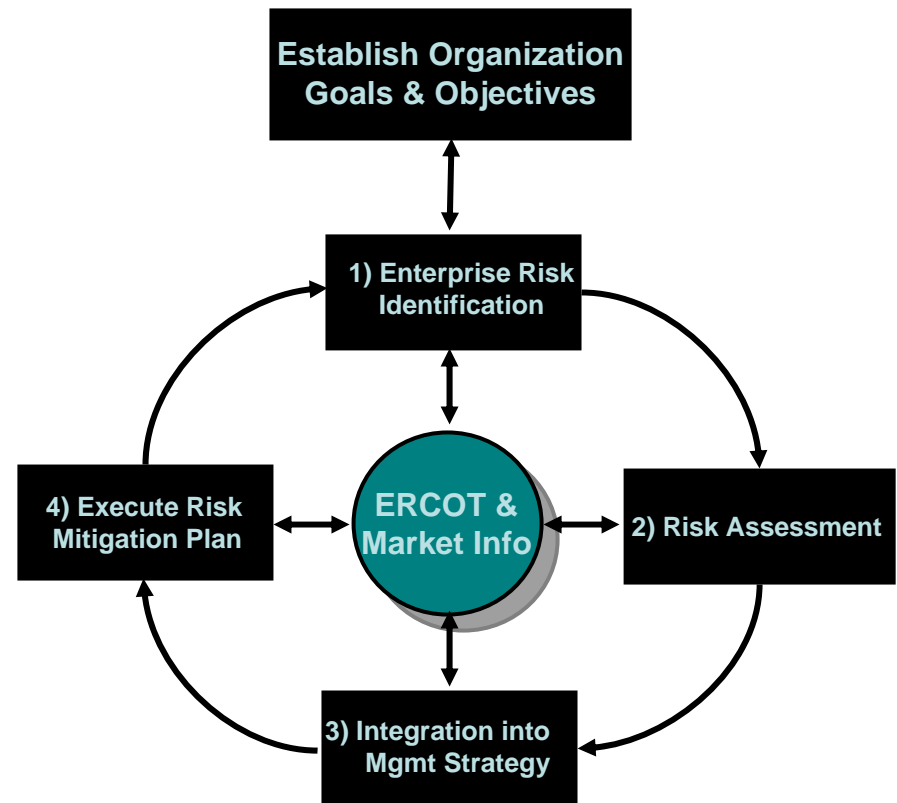 Establish Organization
Goals & Objectives
1) Enterprise Risk
Identification
4) Execute Risk
Mitigation Plan
ERCOT &
Market Info
2) Risk Assessment
3) Integration into
Mgmt Strategy